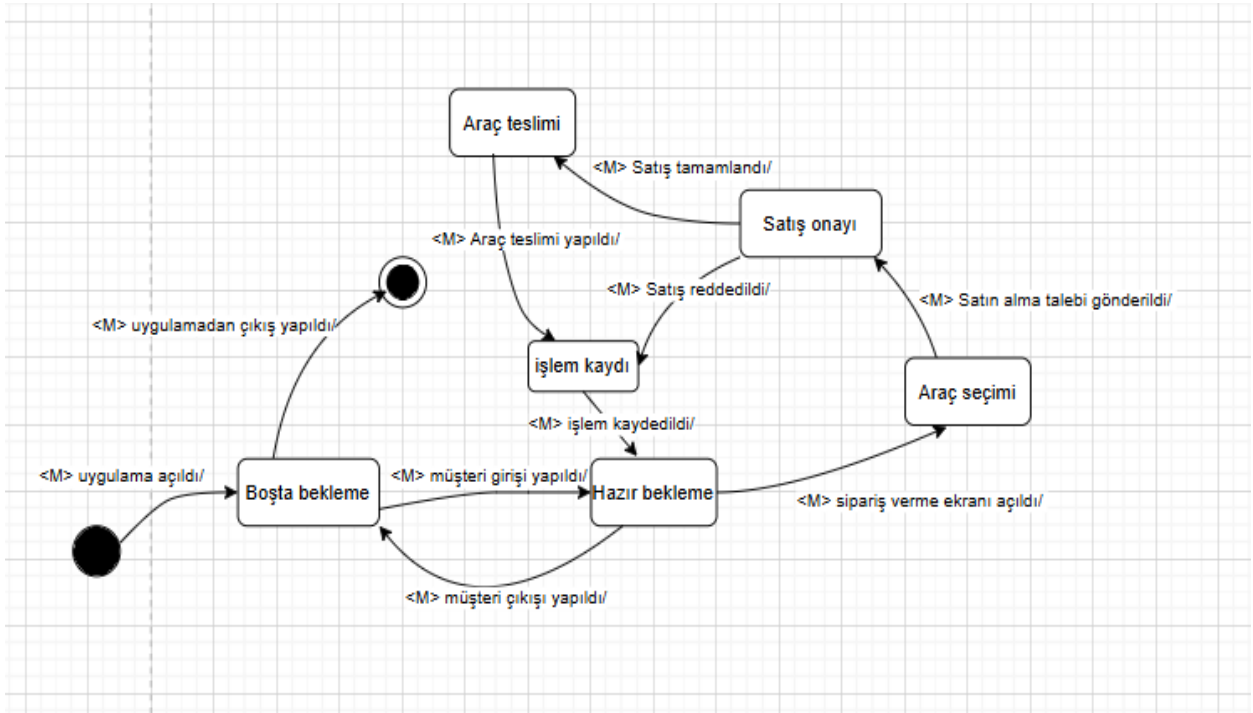 Araç teslimi
<M> Satış tamamlandı/
Satış onayı
<M> Araç teslimi yapıldı/
<M> Satış reddedildi/
<M> Satın alma talebi gönderildi/
<M> uygulamadan çıkış yapıldı/
işlem kaydı
Araç seçimi
<M> işlem kaydedildi/
<M> uygulama açıldı/
Boşta bekleme
<M> müşteri girişi yapıldı/
Hazır bekleme
<M> sipariş verme ekranı açıldı/
<M> müşteri çıkışı yapıldı/